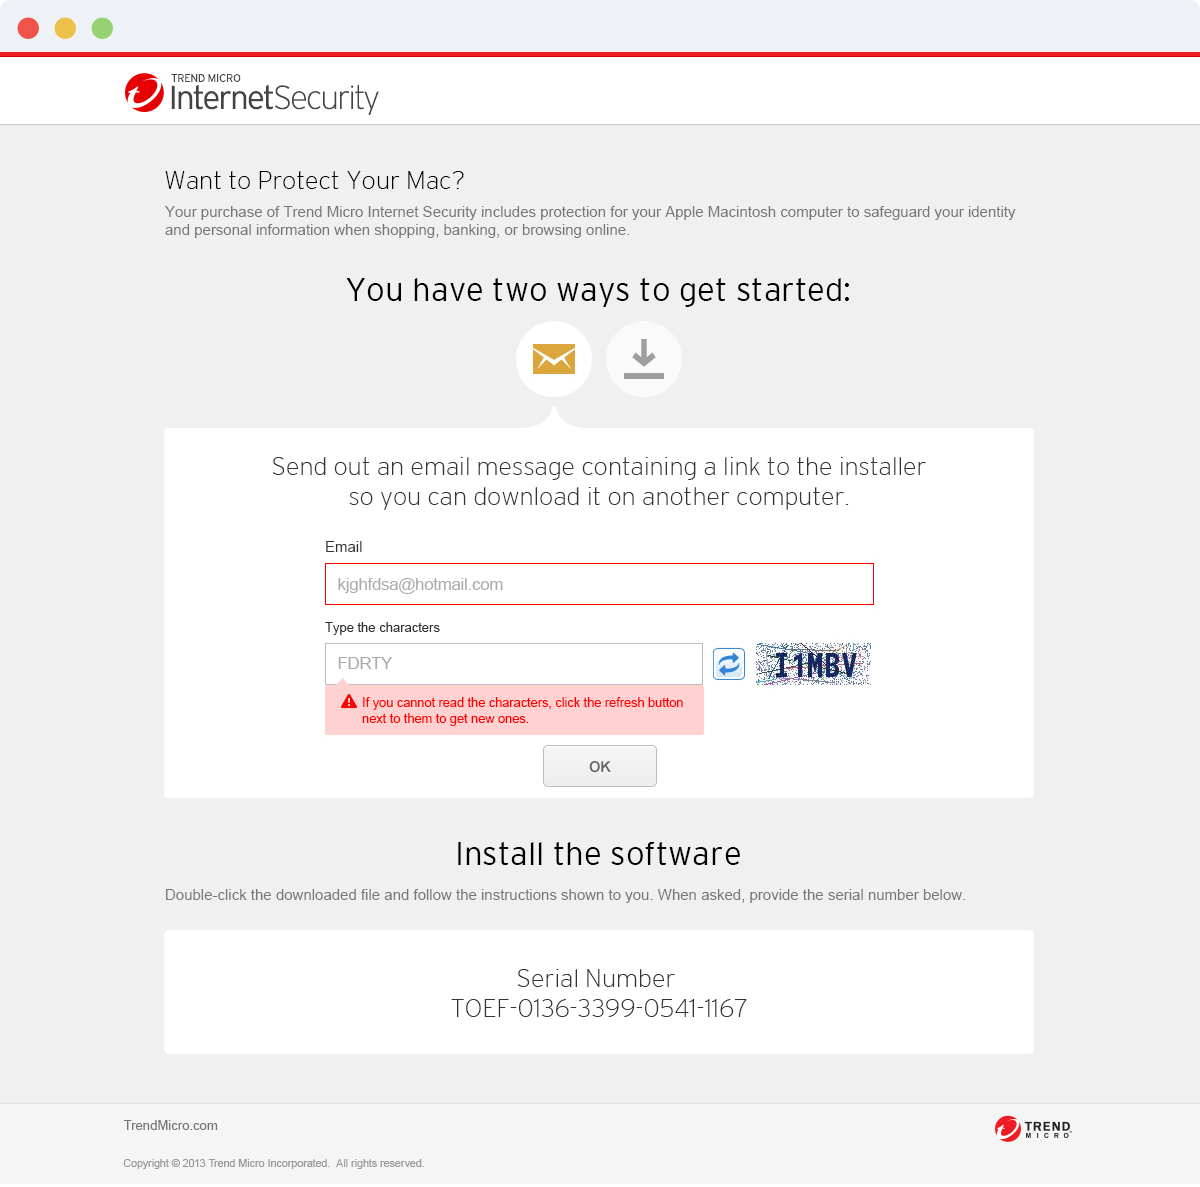 TREND MICRO
InternetSecurity
Want to Protect Your Mac?
Your purchase of Trend Micro Internet Security includes protection for your Apple Macintosh computer to safeguard your identity
and personal information when shopping, banking, or browsing online.
You have two ways to get started:
Send out an email message containing a link to the installer
so you can download it on another computer.
Email
kjghfdsa@hotmail.com
Type the characters
FDRTY
I1MBV
If you cannot read the characters, click the refresh button
next to them to get new ones.
OK
Install the software
Double-click the downloaded file and follow the instructions shown to you. When asked, provide the serial number below.
Serial Number
TOEF-0136-3399-0541-1167
TrendMicro.com
TREND
MICRO
Copyright © 2013 Trend Micro Incorporated. All rights reserved.